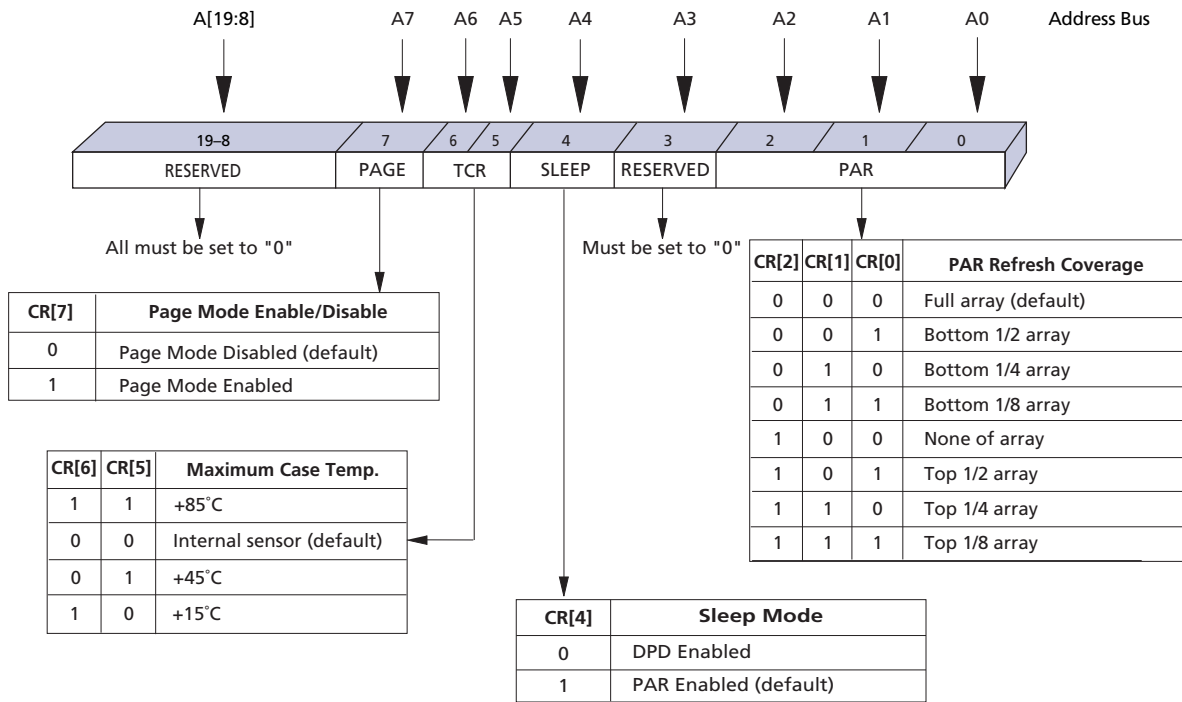 A[19:8] A7 A6 A5 A4 A3 A2 A1 A0 Address Bus
19–8 7 6 5 4 3 2 1 0
RESERVED PAGE TCR SLEEP RESERVED PAR
All must be set to "0"
Must be set to "0"
CR[7] Page Mode Enable/Disable
0 Page Mode Disabled (default)
1 Page Mode Enabled
CR[2] CR[1] CR[0] PAR Refresh Coverage
0 0 0 Full array (default)
0 0 1 Bottom 1/2 array
0 1 0 Bottom 1/4 array
0 1 1 Bottom 1/8 array
1 0 0 None of array
1 0 1 Top 1/2 array
1 1 0 Top 1/4 array
1 1 1 Top 1/8 array
CR[6] CR[5] Maximum Case Temp.
1 1 +85˚C
0 0 Internal sensor (default)
0 1 +45˚C
1 0 +15˚C
CR[4] Sleep Mode
0 DPD Enabled
1 PAR Enabled (default)